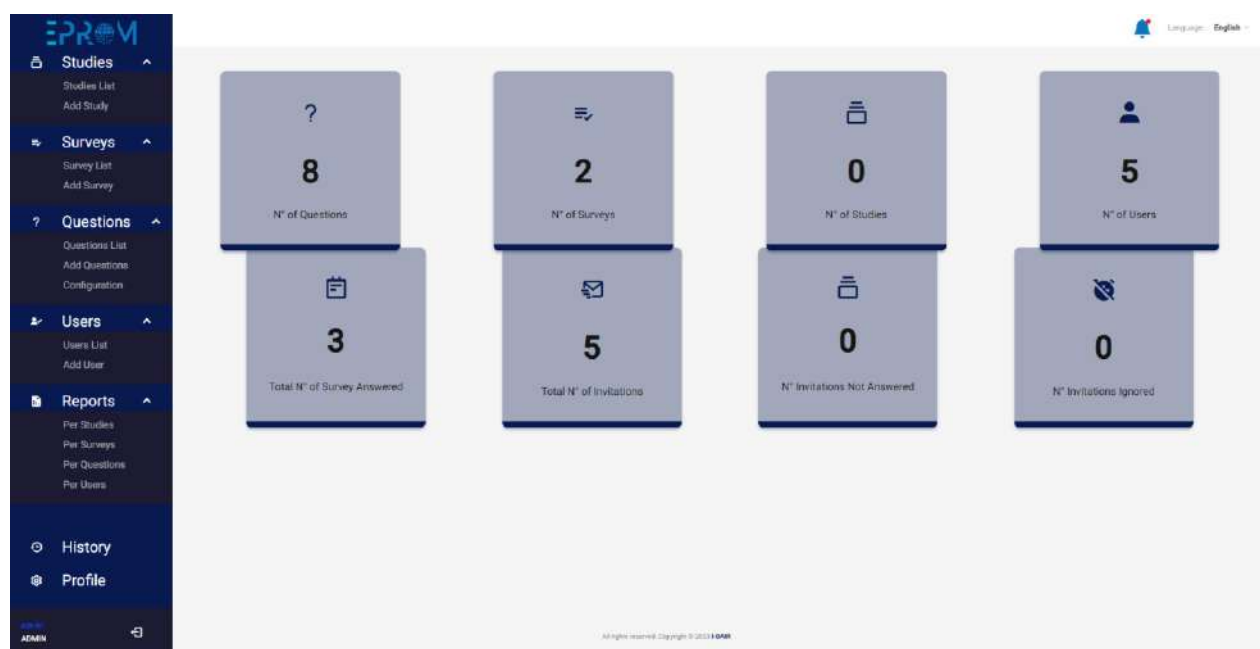 EPROM
Language: English
Studies
Studies List
Add Study
Surveys
Survey List
Add Survey
? Questions
Questions List
Add Questions
Configuration
Users
Users List
Add User
Reports
Per Studies
Per Surveys
Per Questions
Per Users
History
Profile
ADMIN
?
8
N° of Questions
2
N° of Surveys
0
N° of Studies
5
N° of Users
3
Total N° of Survey Answered
5
Total N° of Invitations
0
N° Invitations Not Answered
0
N° Invitations Ignored
All rights reserved. Copyright © 2023